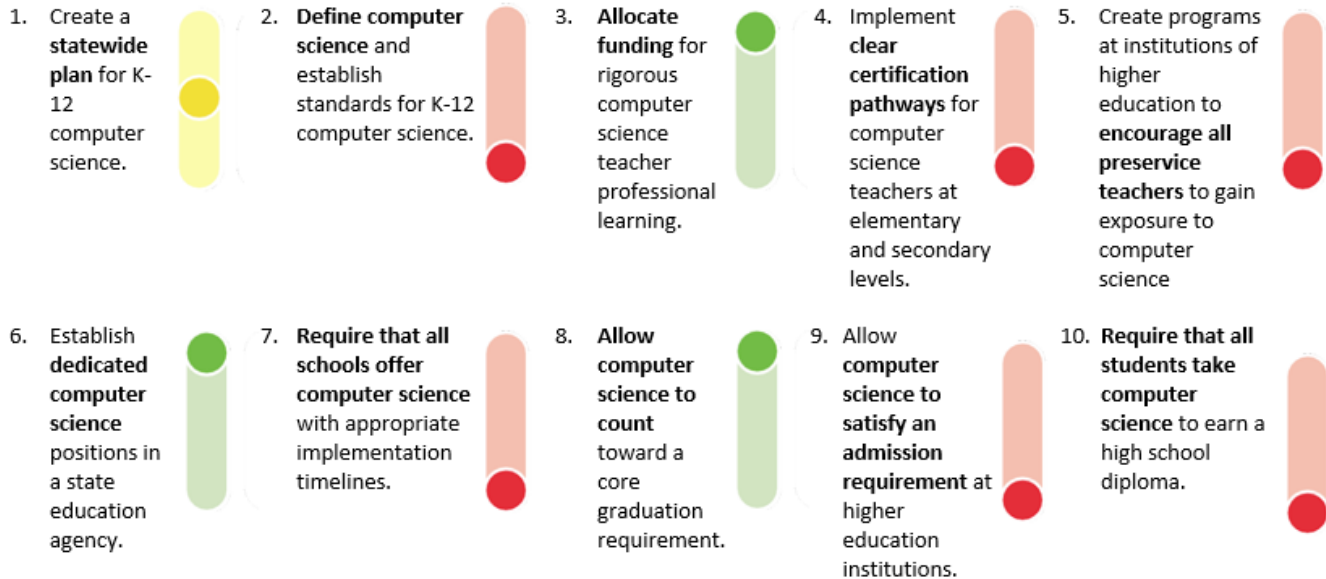 1. Create a
statewide
plan for K-
12
computer
science.
2. Define computer
science and
establish
standards for K-12
computer science.
3. Allocate
funding for
rigorous
computer
science
teacher
professional
learning.
4. Implement
clear
certification
pathways for
computer
science
teachers at
elementary
and secondary
levels.
5. Create programs
at institutions of
higher
education to
encourage all
preservice
teachers to gain
exposure to
computer
science
6. Establish
dedicated
computer
science
positions in
a state
education
agency.
7. Require that all
schools offer
computer science
with appropriate
implementation
timelines.
8. Allow
computer
science to
count
toward a
core
graduation
requirement.
9. Allow
computer
science to
satisfy an
admission
requirement at
higher
education
institutions.
10. Require that all
students take
computer
science to earn a
high school
diploma.